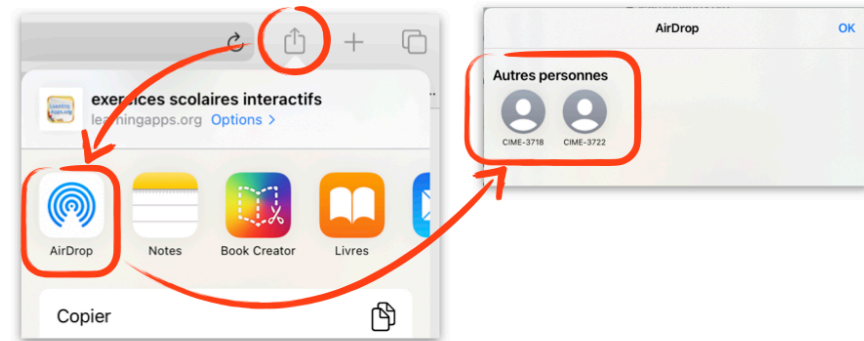 exercices scolaires interactifs
learningapps.org Options >
AirDrop
Notes
Book Creator
Livres
Copier
AirDrop
OK
Autres personnes
CIME-3718
CIME-3722